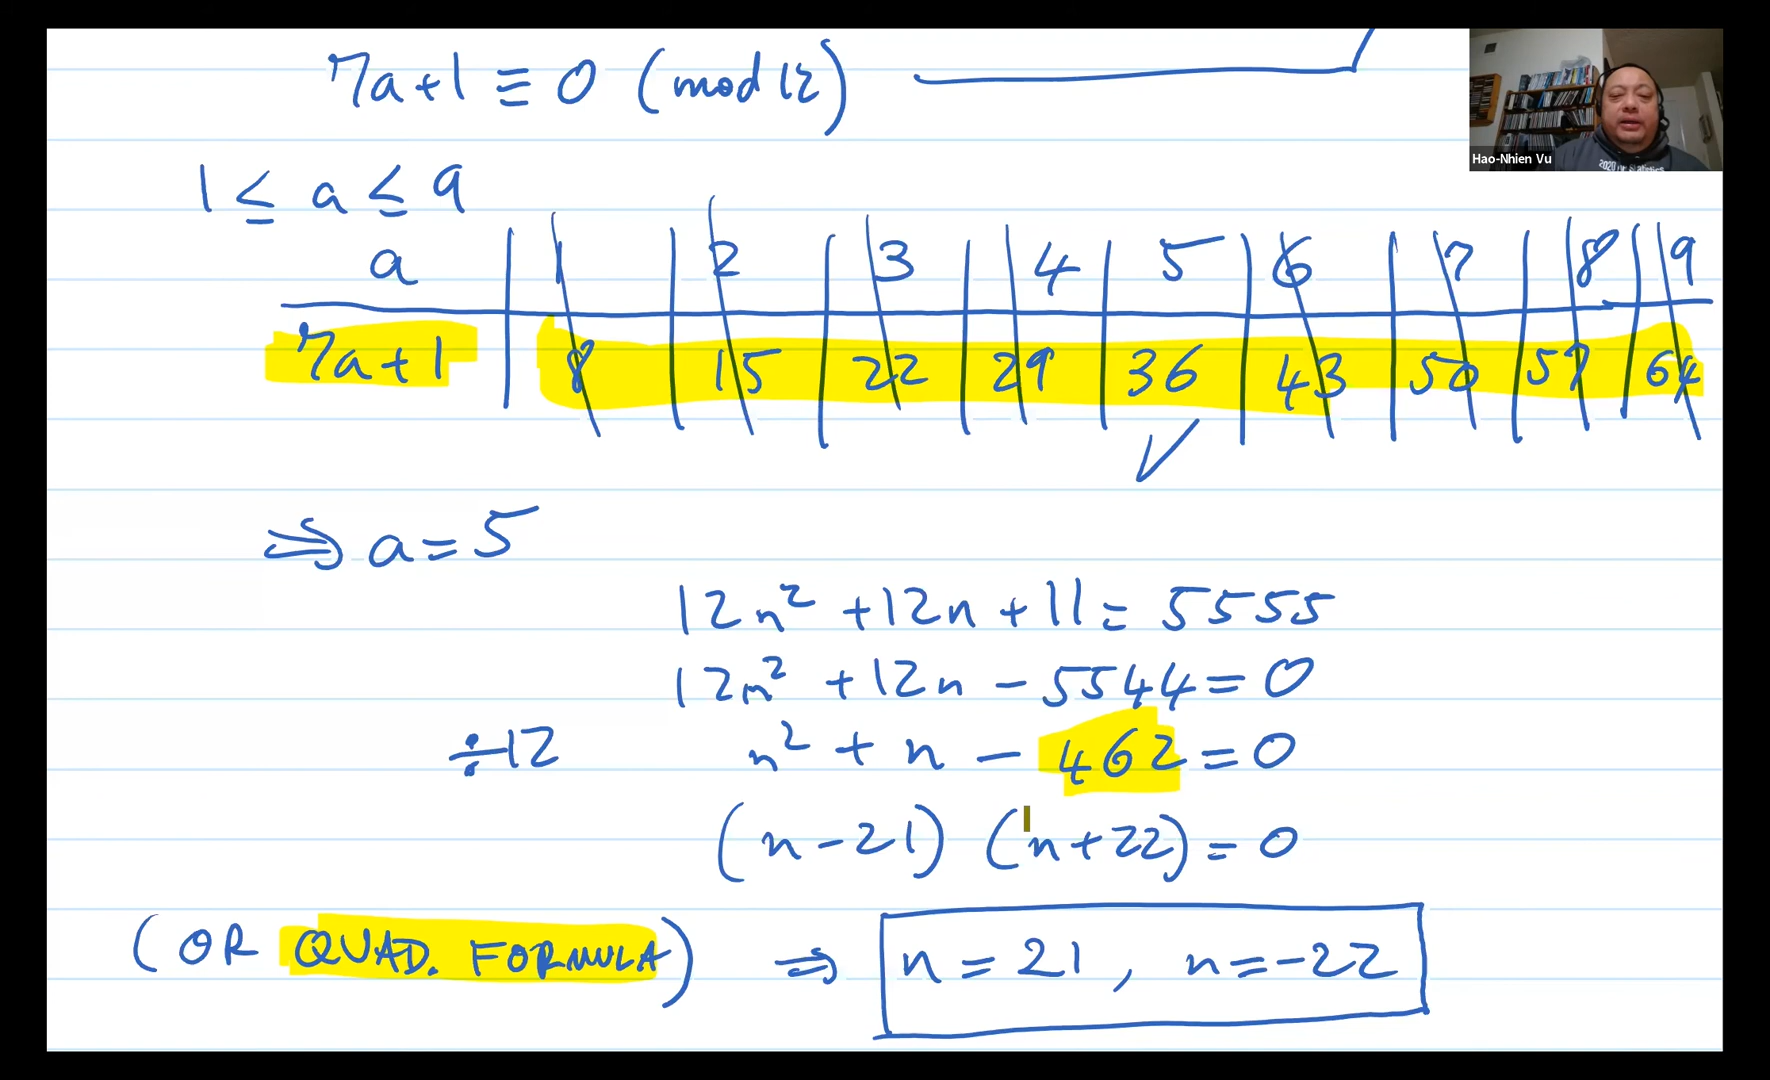 7a+1 ≡ 0 (mod 12)
Hao-Nhien Vu
1 ≤ a ≤ 9
a | 1 | 2 | 3 | 4 | 5 | 6 | 7 | 8 | 9
7a+1 | 8 | 15 | 22 | 29 | 36 | 43 | 50 | 57 | 64
✓
⇒ a = 5
12n² + 12n + 11 = 5555
12n² + 12n - 5544 = 0
÷12 n² + n - 462 = 0
(n - 21) (n + 22) = 0
(OR QUAD. FORMULA) ⇒ n = 21, n = -22